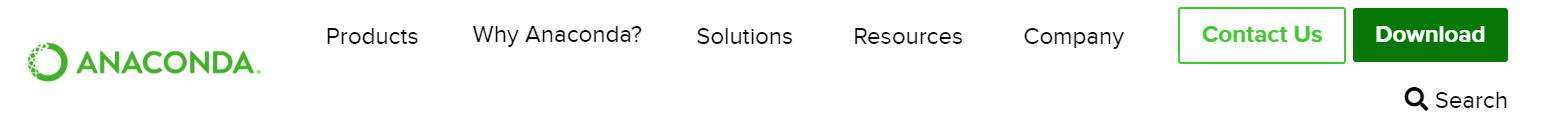 ANACONDA.
Products
Why Anaconda?
Solutions
Resources
Company
Contact Us
Download
Search